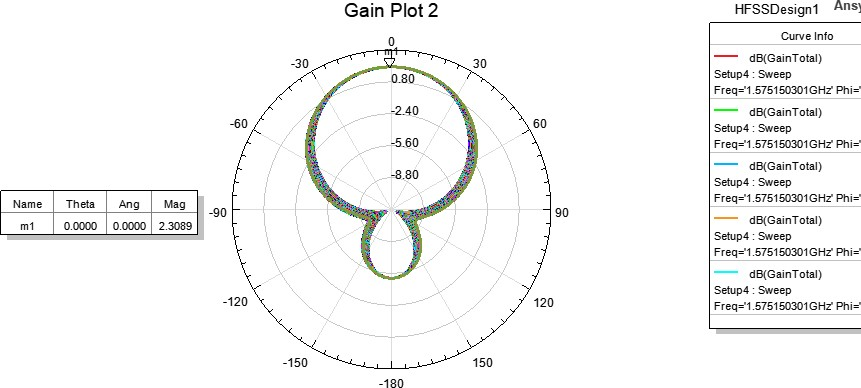 Gain Plot 2
HFSSDesign1
Ansy
Curve Info
dB(GainTotal)
Setup4 : Sweep
Freq='1.575150301GHz' Phi='
dB(GainTotal)
Setup4 : Sweep
Freq='1.575150301GHz' Phi='
dB(GainTotal)
Setup4 : Sweep
Freq='1.575150301GHz' Phi='
dB(GainTotal)
Setup4 : Sweep
Freq='1.575150301GHz' Phi='
dB(GainTotal)
Setup4 : Sweep
Freq='1.575150301GHz' Phi='
0
m1
-30
30
0.80
-60
-2.40
60
-5.60
-8.80
-90
90
-120
120
-150
150
-180
Name Theta Ang Mag
m1 0.0000 0.0000 2.3089